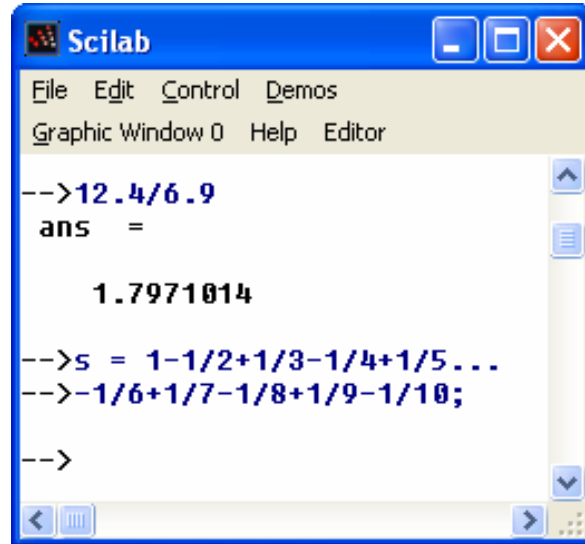 Scilab
File Edit Control Demos
Graphic Window 0 Help Editor
-->12.4/6.9
ans =
1.7971014
-->s = 1-1/2+1/3-1/4+1/5...
-->-1/6+1/7-1/8+1/9-1/10;
-->